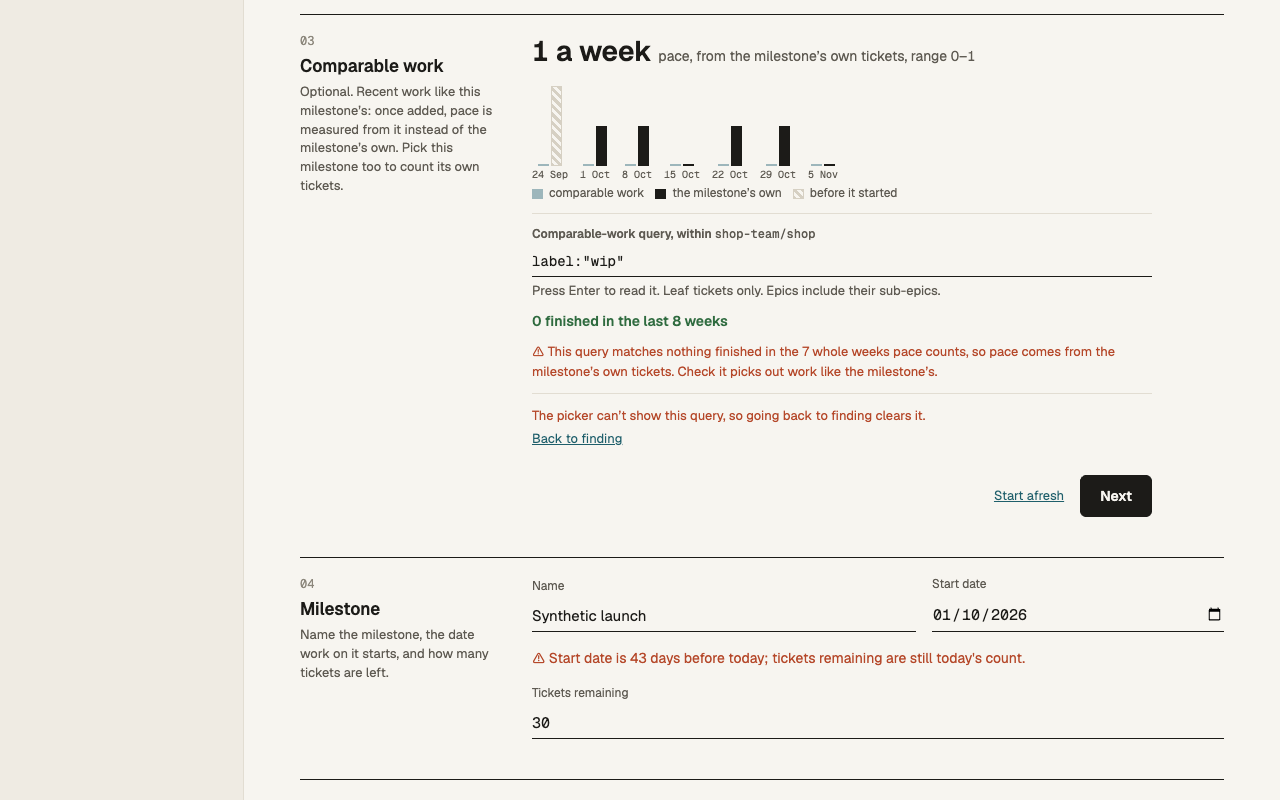 03
Comparable work
Optional. Recent work like this
milestone's: once added, pace is
measured from it instead of the
milestone's own. Pick this
milestone too to count its own
tickets.
1 a week pace, from the milestone's own tickets, range 0–1
24 Sep 1 Oct 8 Oct 15 Oct 22 Oct 29 Oct 5 Nov
comparable work the milestone's own before it started
Comparable-work query, within shop-team/shop
label:"wip"
Press Enter to read it. Leaf tickets only. Epics include their sub-epics.
0 finished in the last 8 weeks
⚠ This query matches nothing finished in the 7 whole weeks pace counts, so pace comes from the
milestone's own tickets. Check it picks out work like the milestone's.
The picker can't show this query, so going back to finding clears it.
Back to finding
Start afresh Next
04
Milestone
Name the milestone, the date
work on it starts, and how many
tickets are left.
Name
Synthetic launch
Start date
01/10/2026
⚠ Start date is 43 days before today; tickets remaining are still today's count.
Tickets remaining
30